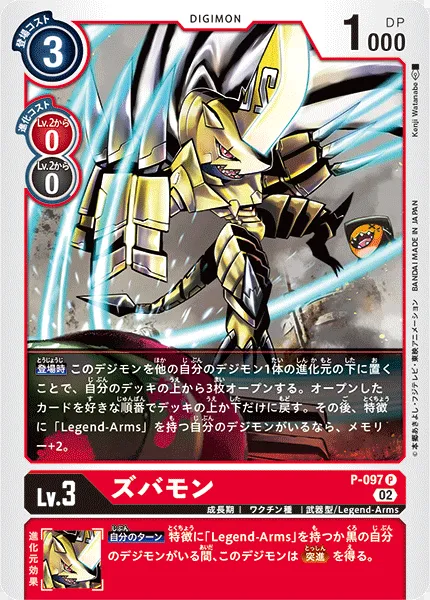 登場コスト
3
DIGIMON
1000
DP
進化コスト
Lv.2から
0
Lv.2から
0
Kenji Watanabe
©本郷あきよし・フジテレビ・東映アニメーション BANDAI MADE IN JAPAN
登場時 このデジモンを他の自分のデジモン1体の進化元の下に置く
ことで、自分のデッキの上から3枚オープンする。オープンした
カードを好きな順番でデッキの上か下だけに戻す。その後、特徴
に「Legend-Arms」を持つ自分のデジモンがいるなら、メモリ
ー+2。
P-097 P
Lv.3
ズバモン
02
成長期 | ワクチン種 | 武器型/Legend-Arms
進化元効果
自分のターン 特徴に「Legend-Arms」を持つか黒の自分
のデジモンがいる間、このデジモンは 突進 を得る。